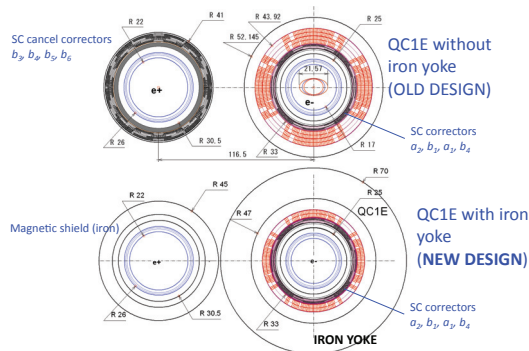 SC cancel correctors
b3, b4, b5, b6
R 22
R 41
R 43.92
R 52.145
R 25
21.57
e+
e-
QC1E without
iron yoke
(OLD DESIGN)
SC correctors
a2, b1, a1, b4
R 26
R 30.5
R 33
R 17
116.5
R 70
R 22
R 45
R 25
QC1E
R 47
Magnetic shield (iron)
QC1E with iron
yoke
(NEW DESIGN)
e+
e-
SC correctors
a2, b1, a1, b4
R 26
R 30.5
R 33
IRON YOKE